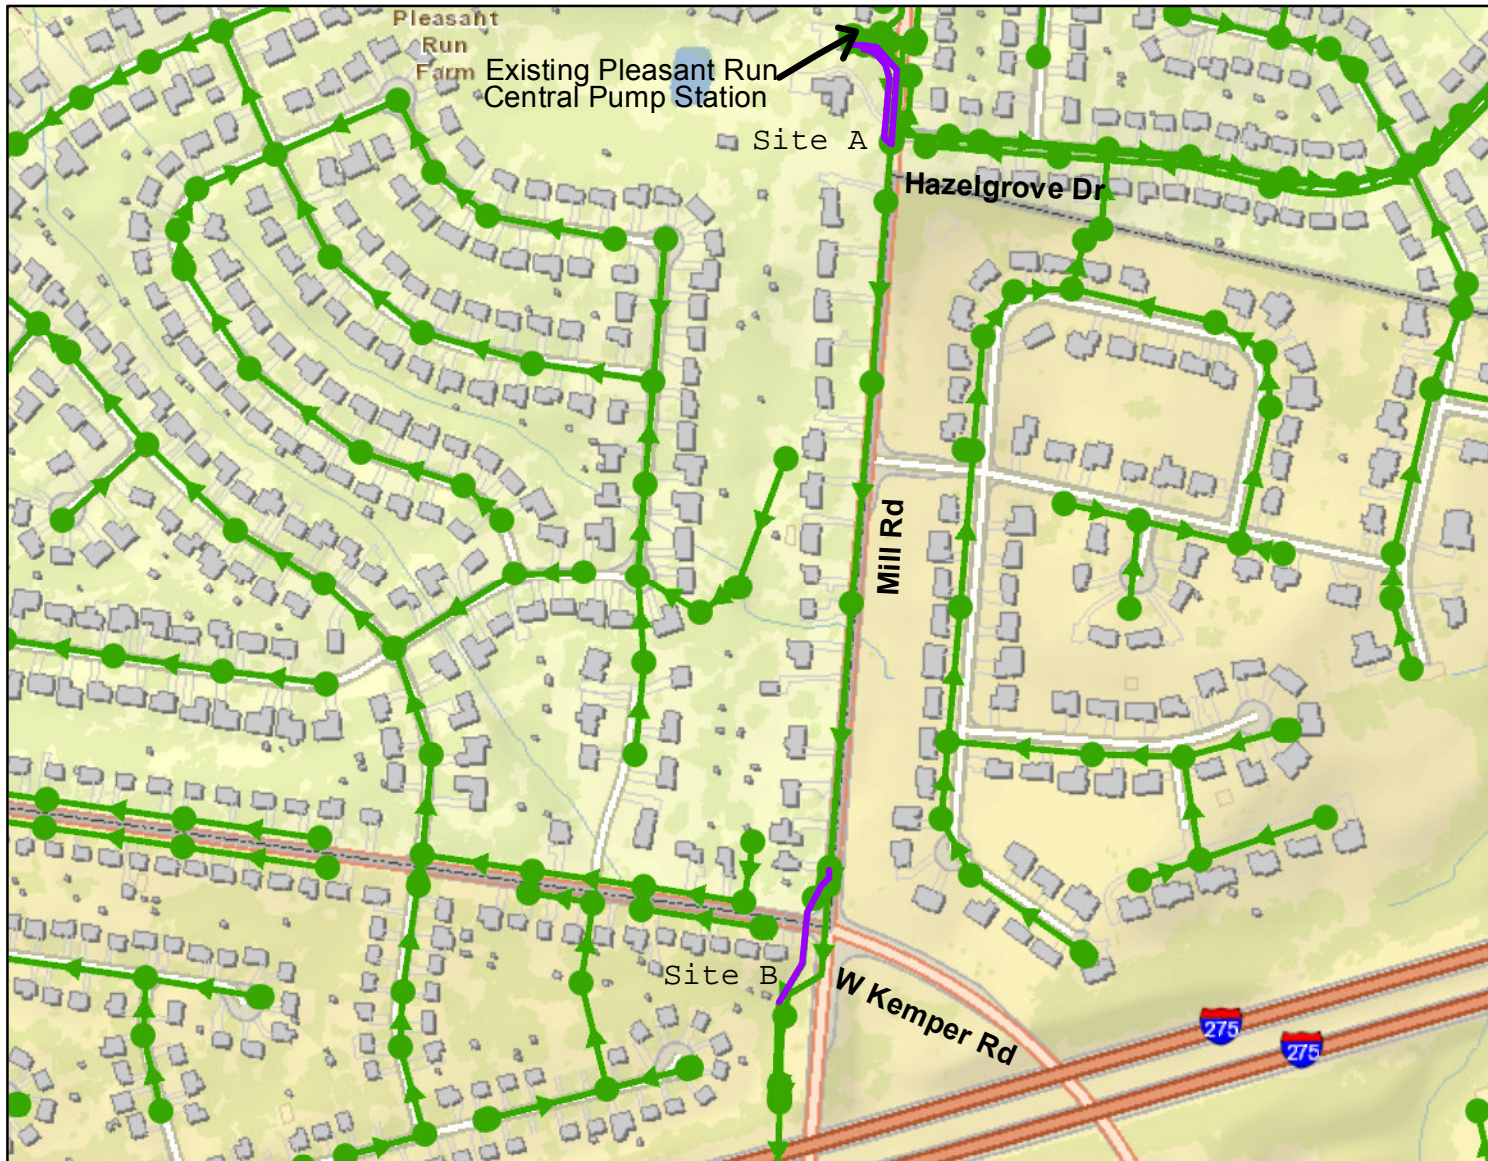 Pleasant
Run
Farm
Existing Pleasant Run
Central Pump Station
Site A
Hazelgrove Dr
Mill Rd
Site B
W Kemper Rd
275
275